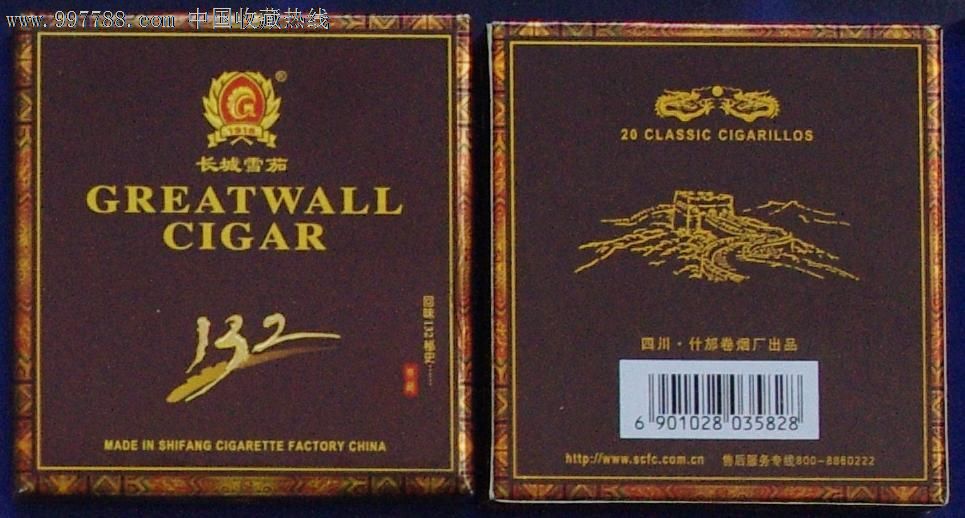 www.997788.com 中国收藏热线
G
®
1918
长城雪茄
GREATWALL
CIGAR
132
回味132秘史……
MADE IN SHIFANG CIGARETTE FACTORY CHINA
20 CLASSIC CIGARILLOS
四川·什邡卷烟厂出品
6 901028 035828
http://www.scfc.com.cn 售后服务专线800-8860222